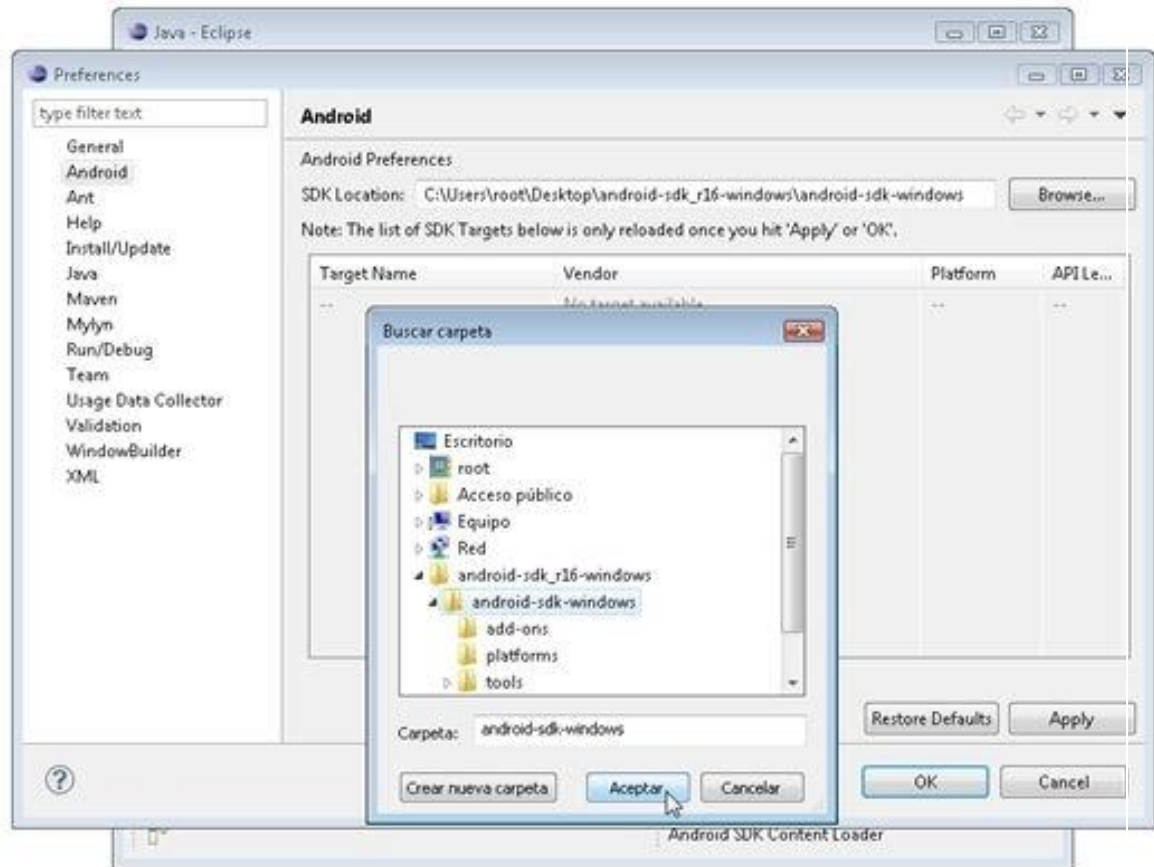 Java - Eclipse
Preferences
type filter text
General
Android
Ant
Help
Install/Update
Java
Maven
Mylyn
Run/Debug
Team
Usage Data Collector
Validation
WindowBuilder
XML
Android
Android Preferences
SDK Location: C:\Users\root\Desktop\android-sdk_r16-windows\android-sdk-windows Browse...
Note: The list of SDK Targets below is only reloaded once you hit 'Apply' or 'OK'.
Target Name Vendor Platform API Le...
-- No target available -- --
Buscar carpeta
Escritorio
root
Acceso público
Equipo
Red
android-sdk_r16-windows
android-sdk-windows
add-ons
platforms
tools
Carpeta: android-sdk-windows
Crear nueva carpeta Aceptar Cancelar
Restore Defaults Apply
OK Cancel
Android SDK Content Loader